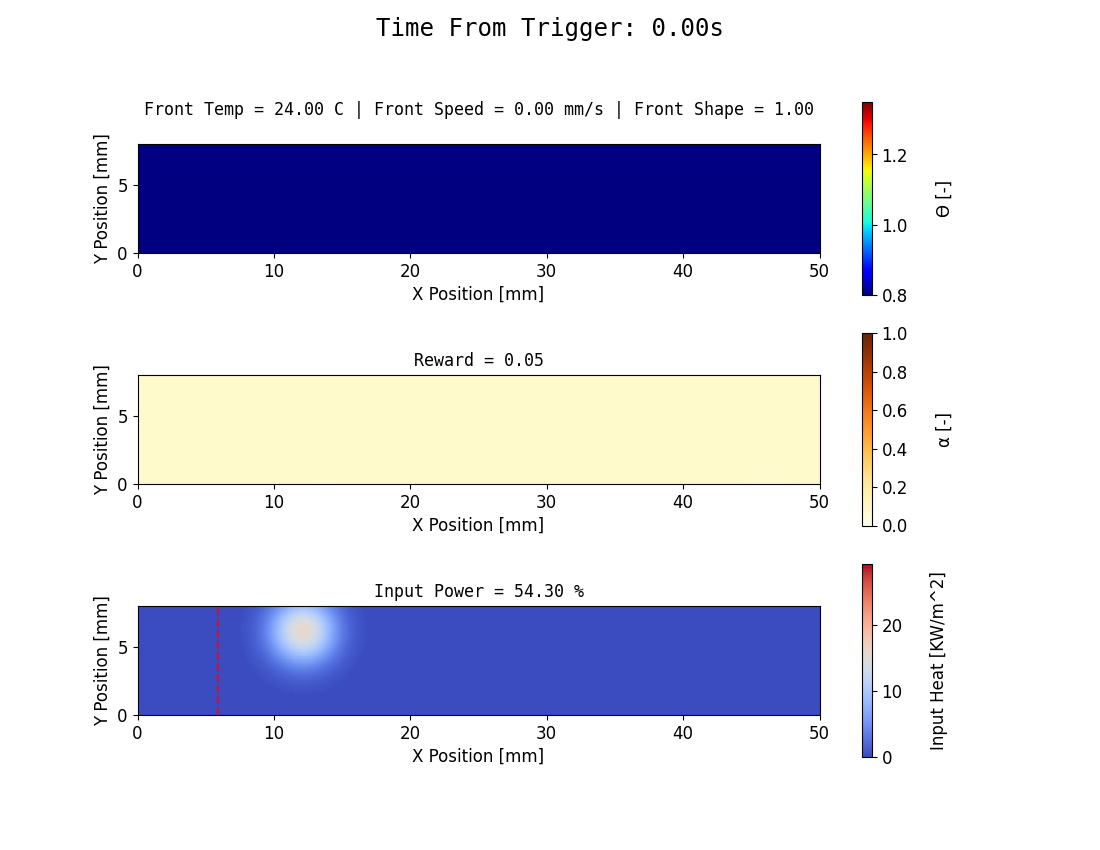 Time From Trigger: 0.00s
Front Temp = 24.00 C | Front Speed = 0.00 mm/s | Front Shape = 1.00
Y Position [mm]
5
0
0 10 20 30 40 50
X Position [mm]
1.2
1.0
0.8
Θ [-]
Reward = 0.05
Y Position [mm]
5
0
0 10 20 30 40 50
X Position [mm]
1.0
0.8
0.6
0.4
0.2
0.0
α [-]
Input Power = 54.30 %
Y Position [mm]
5
0
0 10 20 30 40 50
X Position [mm]
20
10
0
Input Heat [KW/m^2]